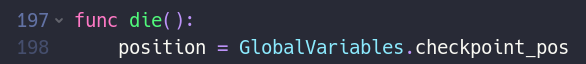 197 func die():
198     position = GlobalVariables.checkpoint_pos